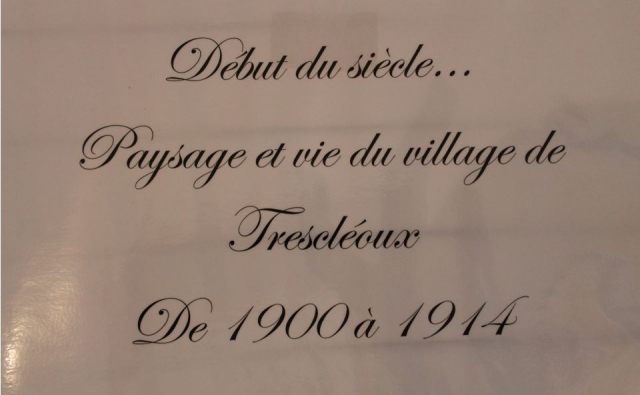 Début du siècle...
Paysage et vie du village de
Trescléoux
De 1900 à 1914